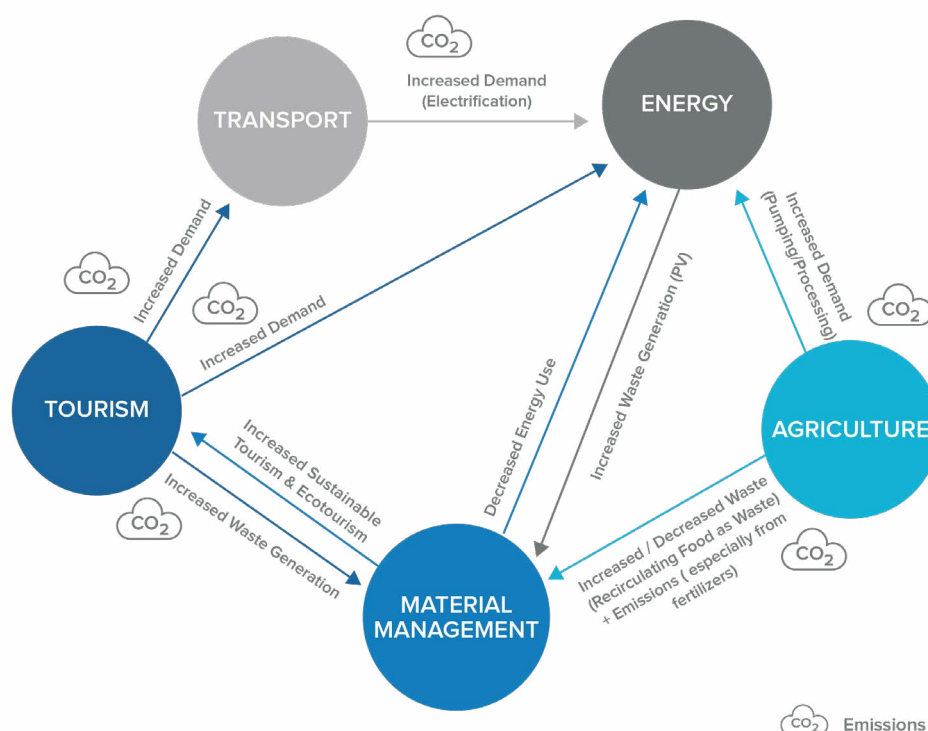 CO2
Increased Demand
(Electrification)
TRANSPORT
ENERGY
Increased Demand
CO2
CO2
Increased Demand
Increased Demand
(Pumping/Processing)
CO2
Increased Waste Generation (PV)
Decreased Energy Use
TOURISM
AGRICULTURE
Increased Sustainable
Tourism & Ecotourism
Increased Waste Generation
CO2
Increased / Decreased Waste
(Recirculating Food as Waste)
+ Emissions ( especially from
fertilizers)
CO2
MATERIAL
MANAGEMENT
CO2 Emissions